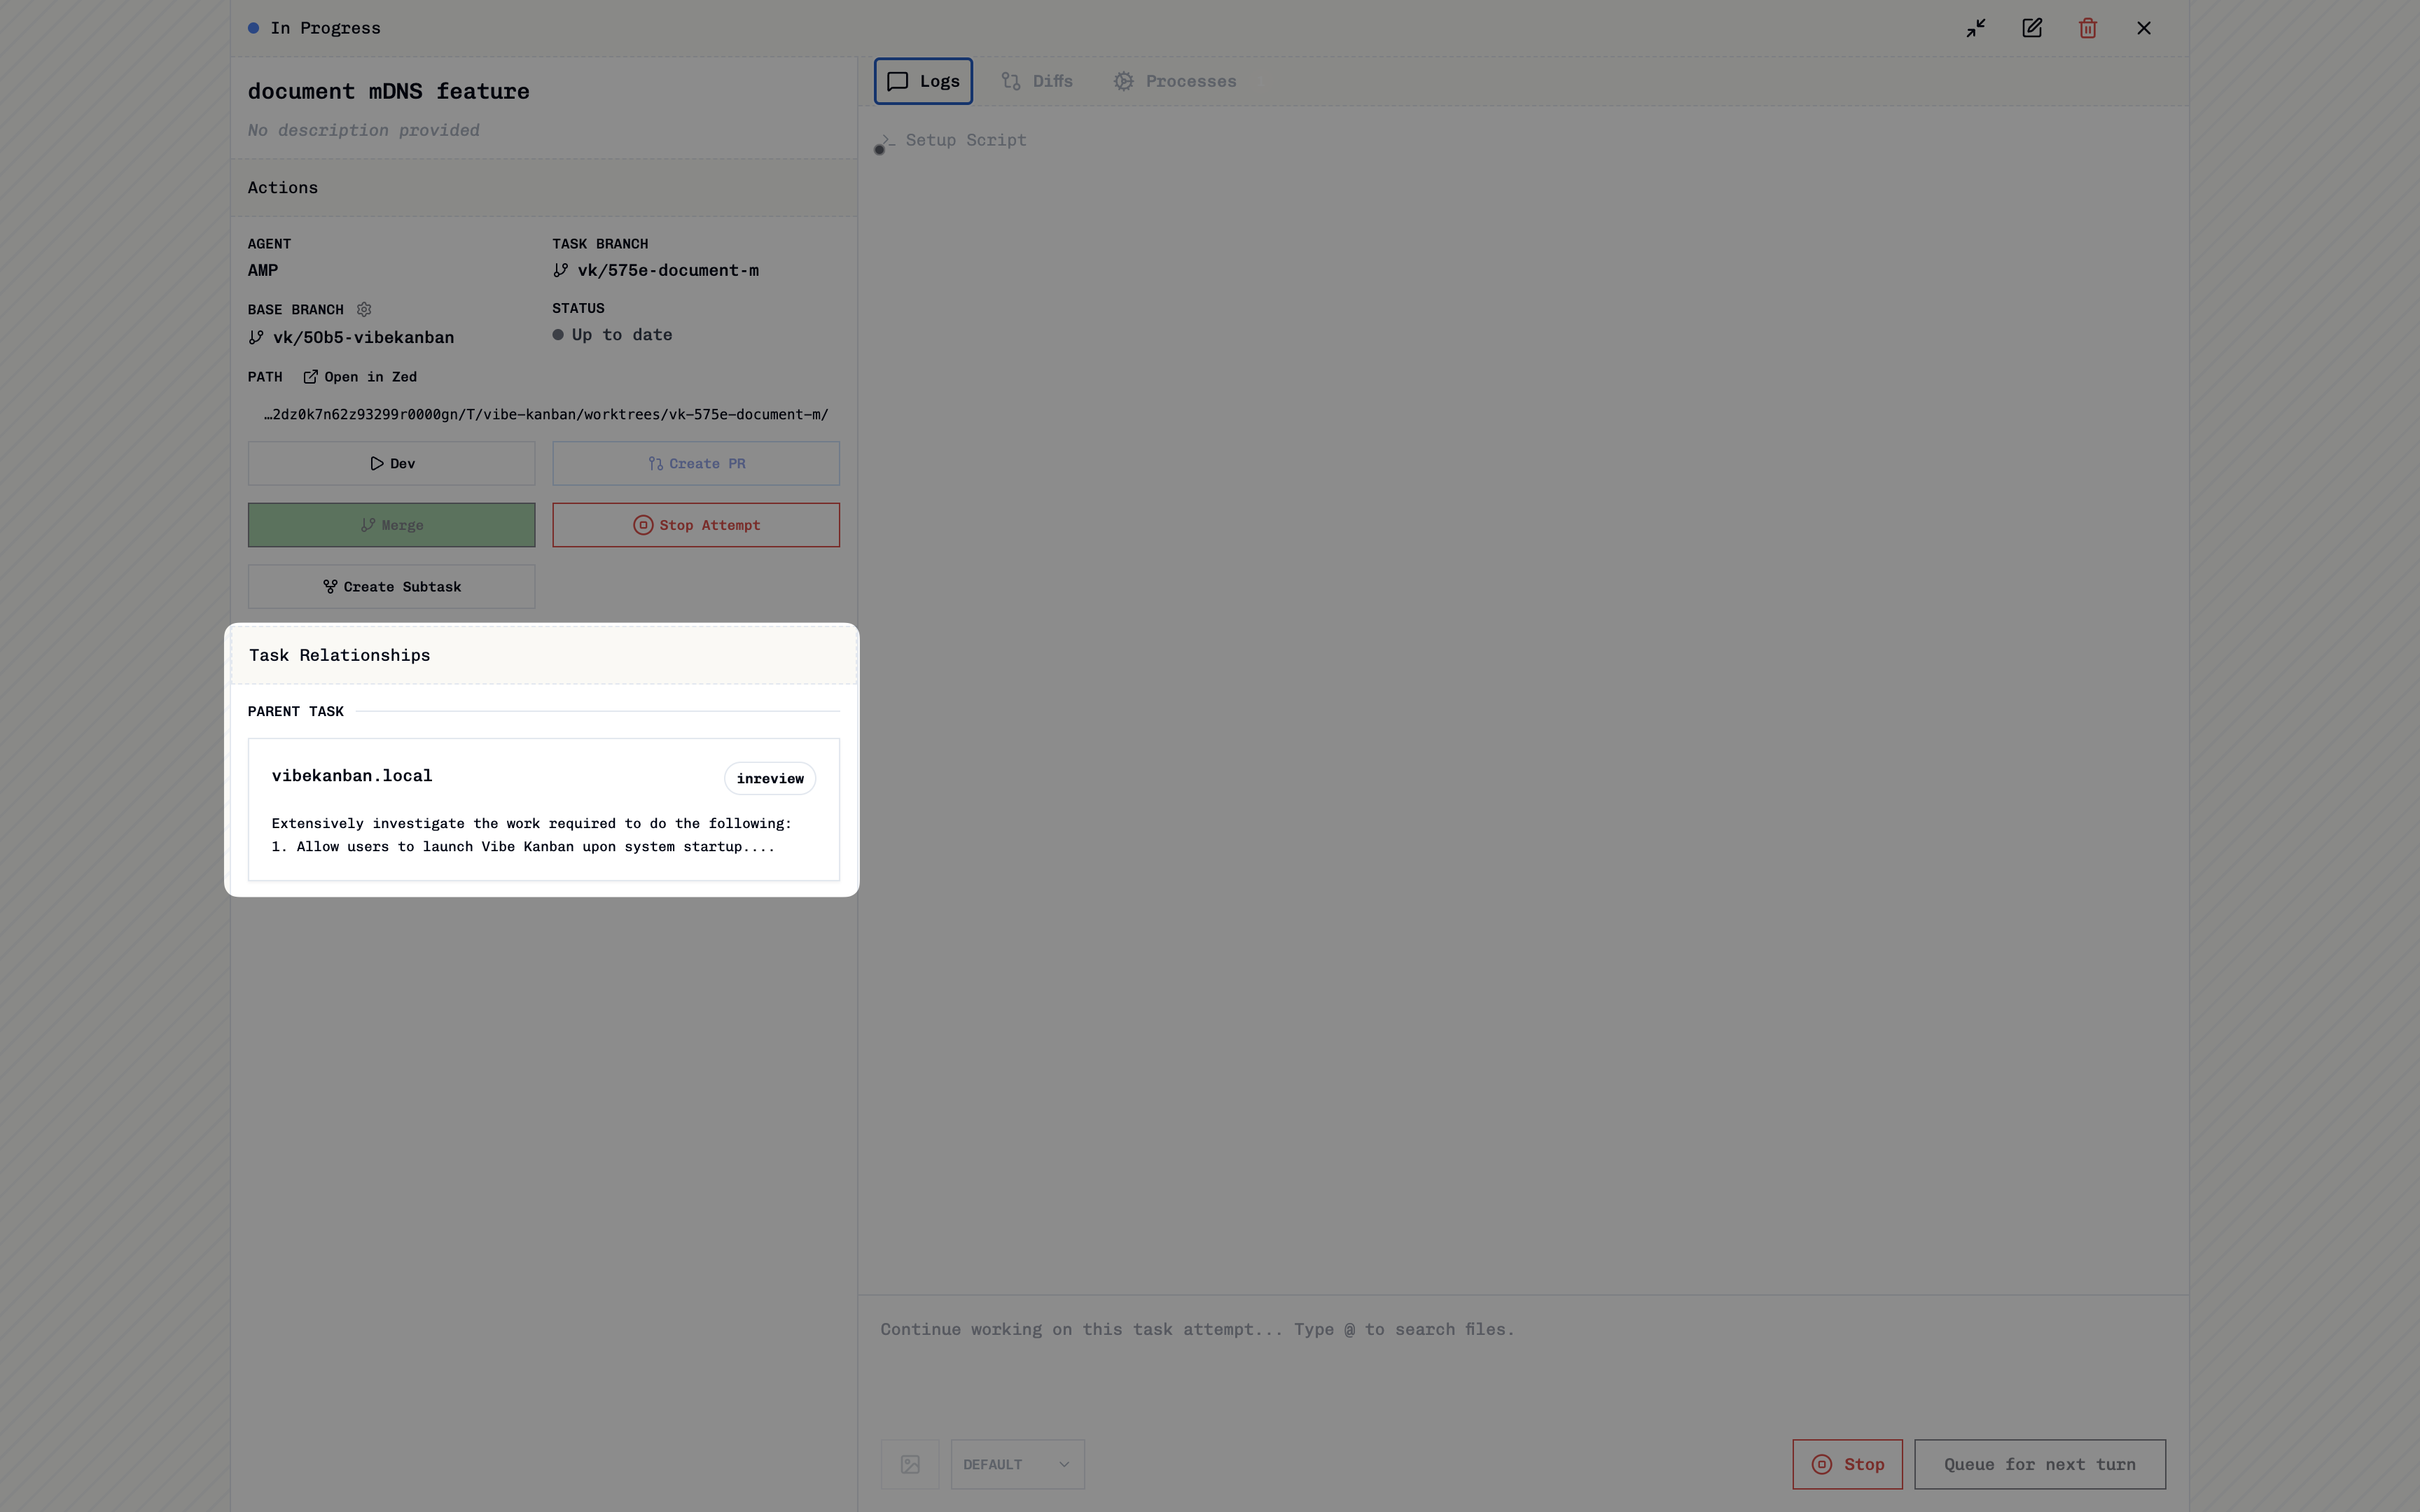 In Progress
document mDNS feature
No description provided
Actions
AGENT
AMP
TASK BRANCH
vk/575e-document-m
BASE BRANCH
vk/50b5-vibekanban
STATUS
Up to date
PATH
Open in Zed
…2dz0k7n62z93299r0000gn/T/vibe-kanban/worktrees/vk-575e-document-m/
Dev
Create PR
Merge
Stop Attempt
Create Subtask
Task Relationships
PARENT TASK
vibekanban.local
inreview
Extensively investigate the work required to do the following:
1. Allow users to launch Vibe Kanban upon system startup....
Logs
Diffs
Processes
Setup Script
Continue working on this task attempt... Type @ to search files.
DEFAULT
Stop
Queue for next turn